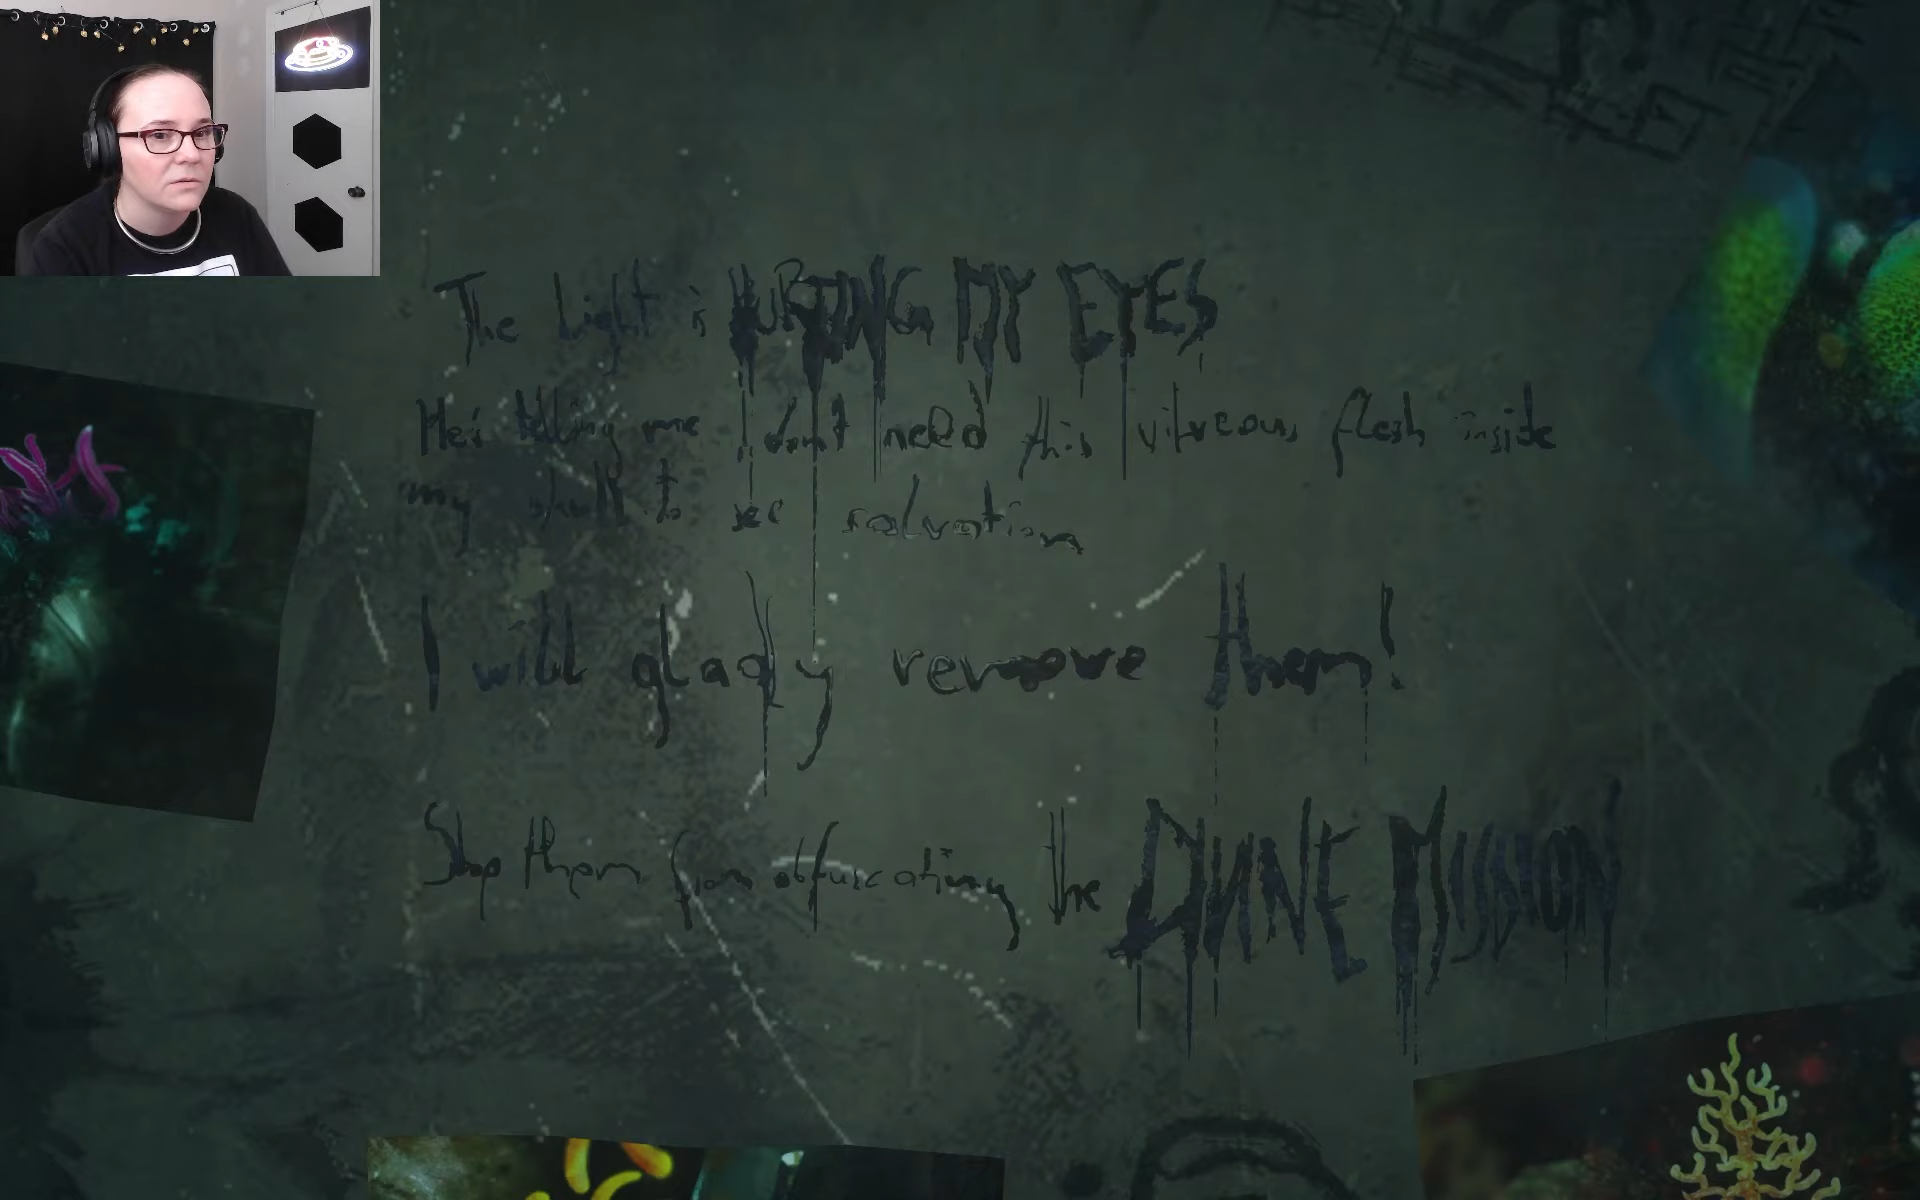 The Light is HURTING MY EYES
He's telling me I don't need this vitreous flesh inside
my skull to see salvation
I will gladly remove them!
Stop them from obfuscating the DIVINE MISSION